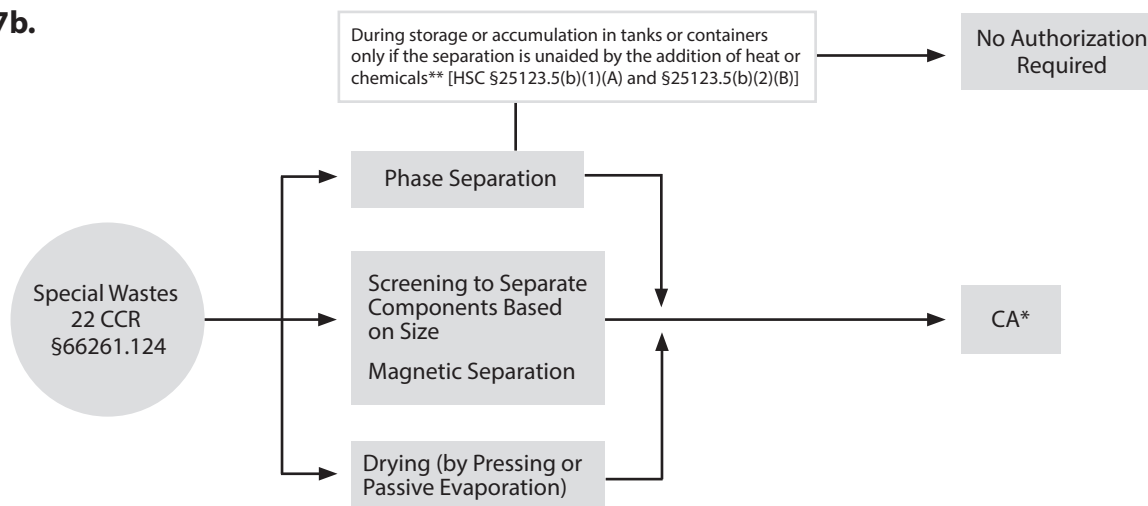 7b.
During storage or accumulation in tanks or containers
only if the separation is unaided by the addition of heat or
chemicals** [HSC §25123.5(b)(1)(A) and §25123.5(b)(2)(B)]
No Authorization
Required
Phase Separation
Special Wastes
22 CCR
§66261.124
Screening to Separate
Components Based
on Size
Magnetic Separation
CA*
Drying (by Pressing or
Passive Evaporation)